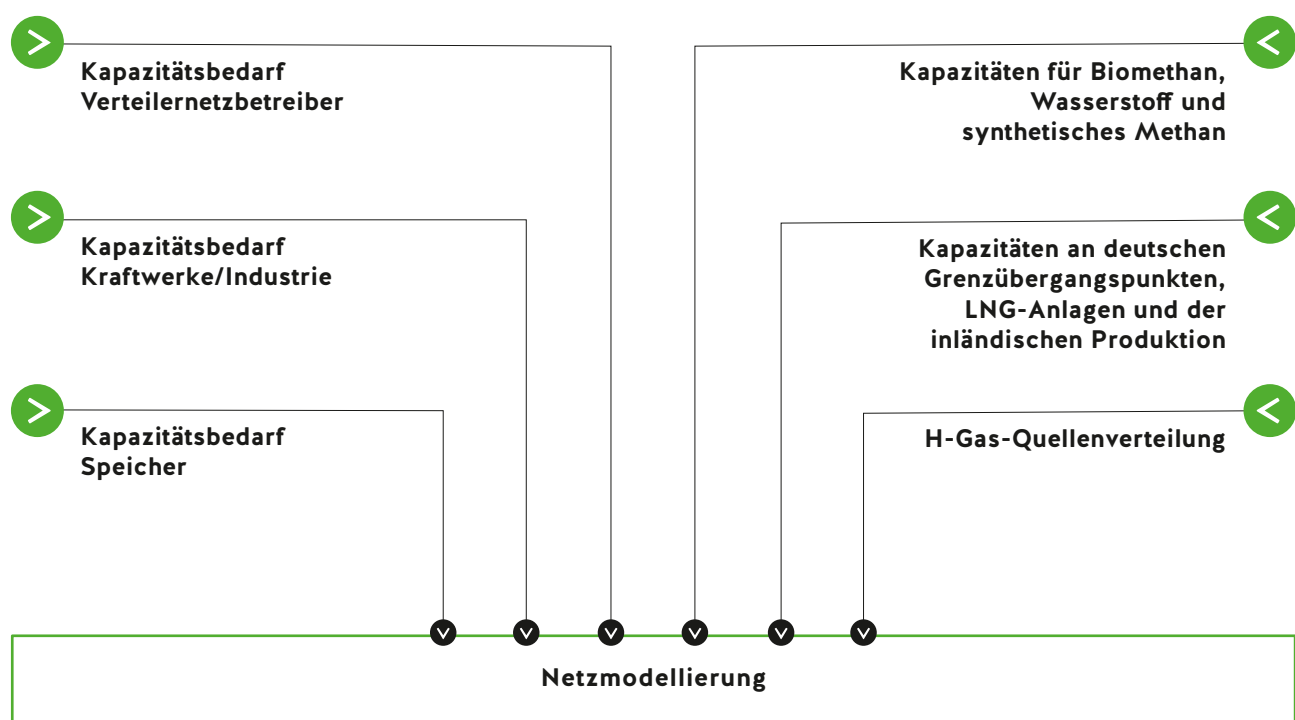 Kapazitätsbedarf
Verteilernetzbetreiber
Kapazitätsbedarf
Kraftwerke/Industrie
Kapazitätsbedarf
Speicher
Kapazitäten für Biomethan,
Wasserstoff und
synthetisches Methan
Kapazitäten an deutschen
Grenzübergangspunkten,
LNG-Anlagen und der
inländischen Produktion
H-Gas-Quellenverteilung
Netzmodellierung